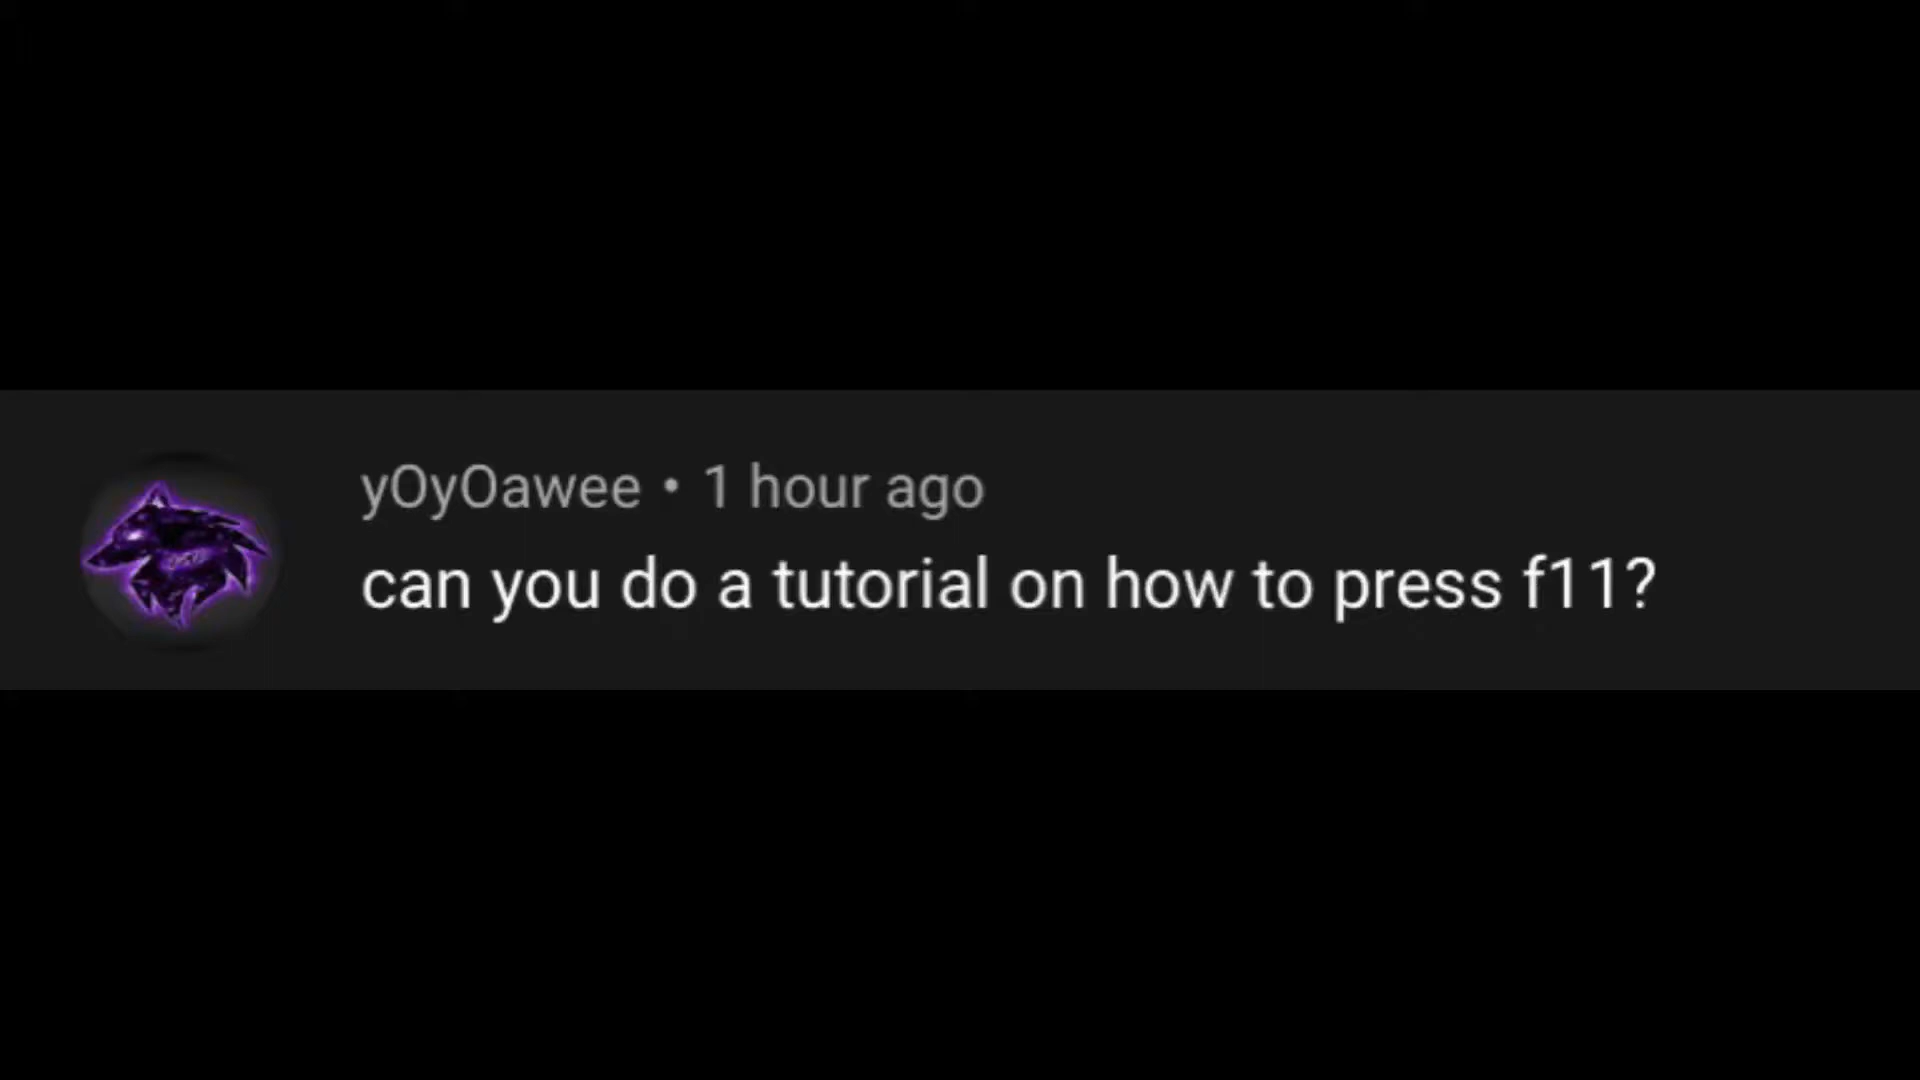 yOyOawee • 1 hour ago
can you do a tutorial on how to press f11?